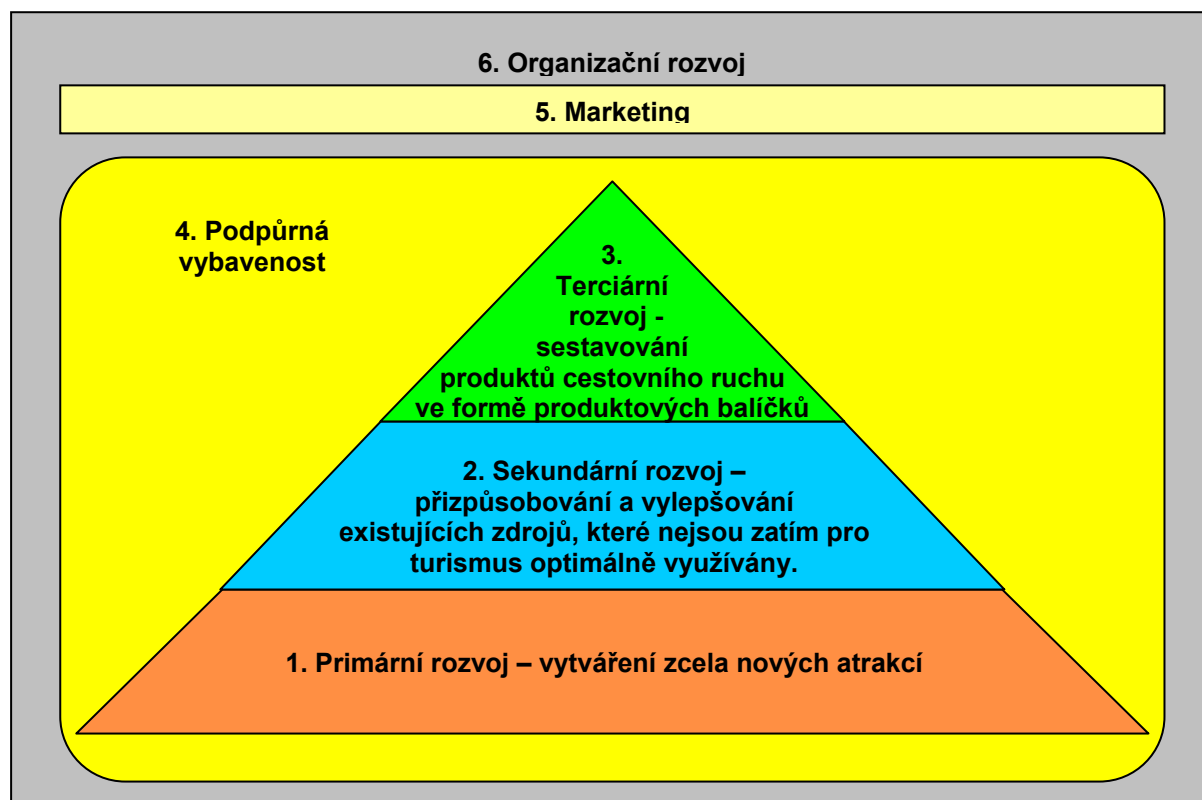 6. Organizační rozvoj
5. Marketing
4. Podpůrná
vybavenost
3.
Terciární
rozvoj -
sestavování
produktů cestovního ruchu
ve formě produktových balíčků
2. Sekundární rozvoj –
přizpůsobování a vylepšování
existujících zdrojů, které nejsou zatím pro
turismus optimálně využívány.
1. Primární rozvoj – vytváření zcela nových atrakcí